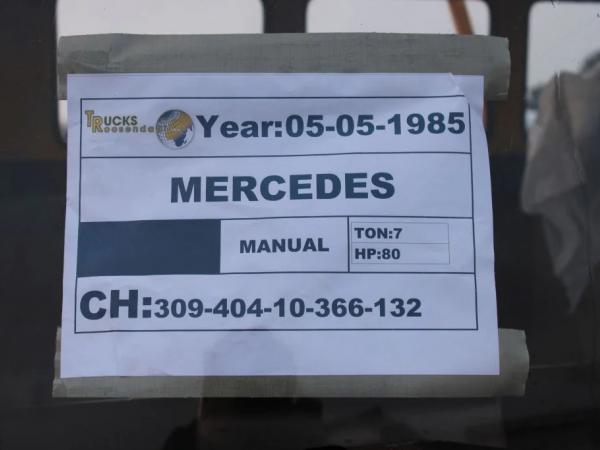 TRUCKS
Roosendaal
Year:05-05-1985
MERCEDES
MANUAL
TON:7
HP:80
CH:309-404-10-366-132